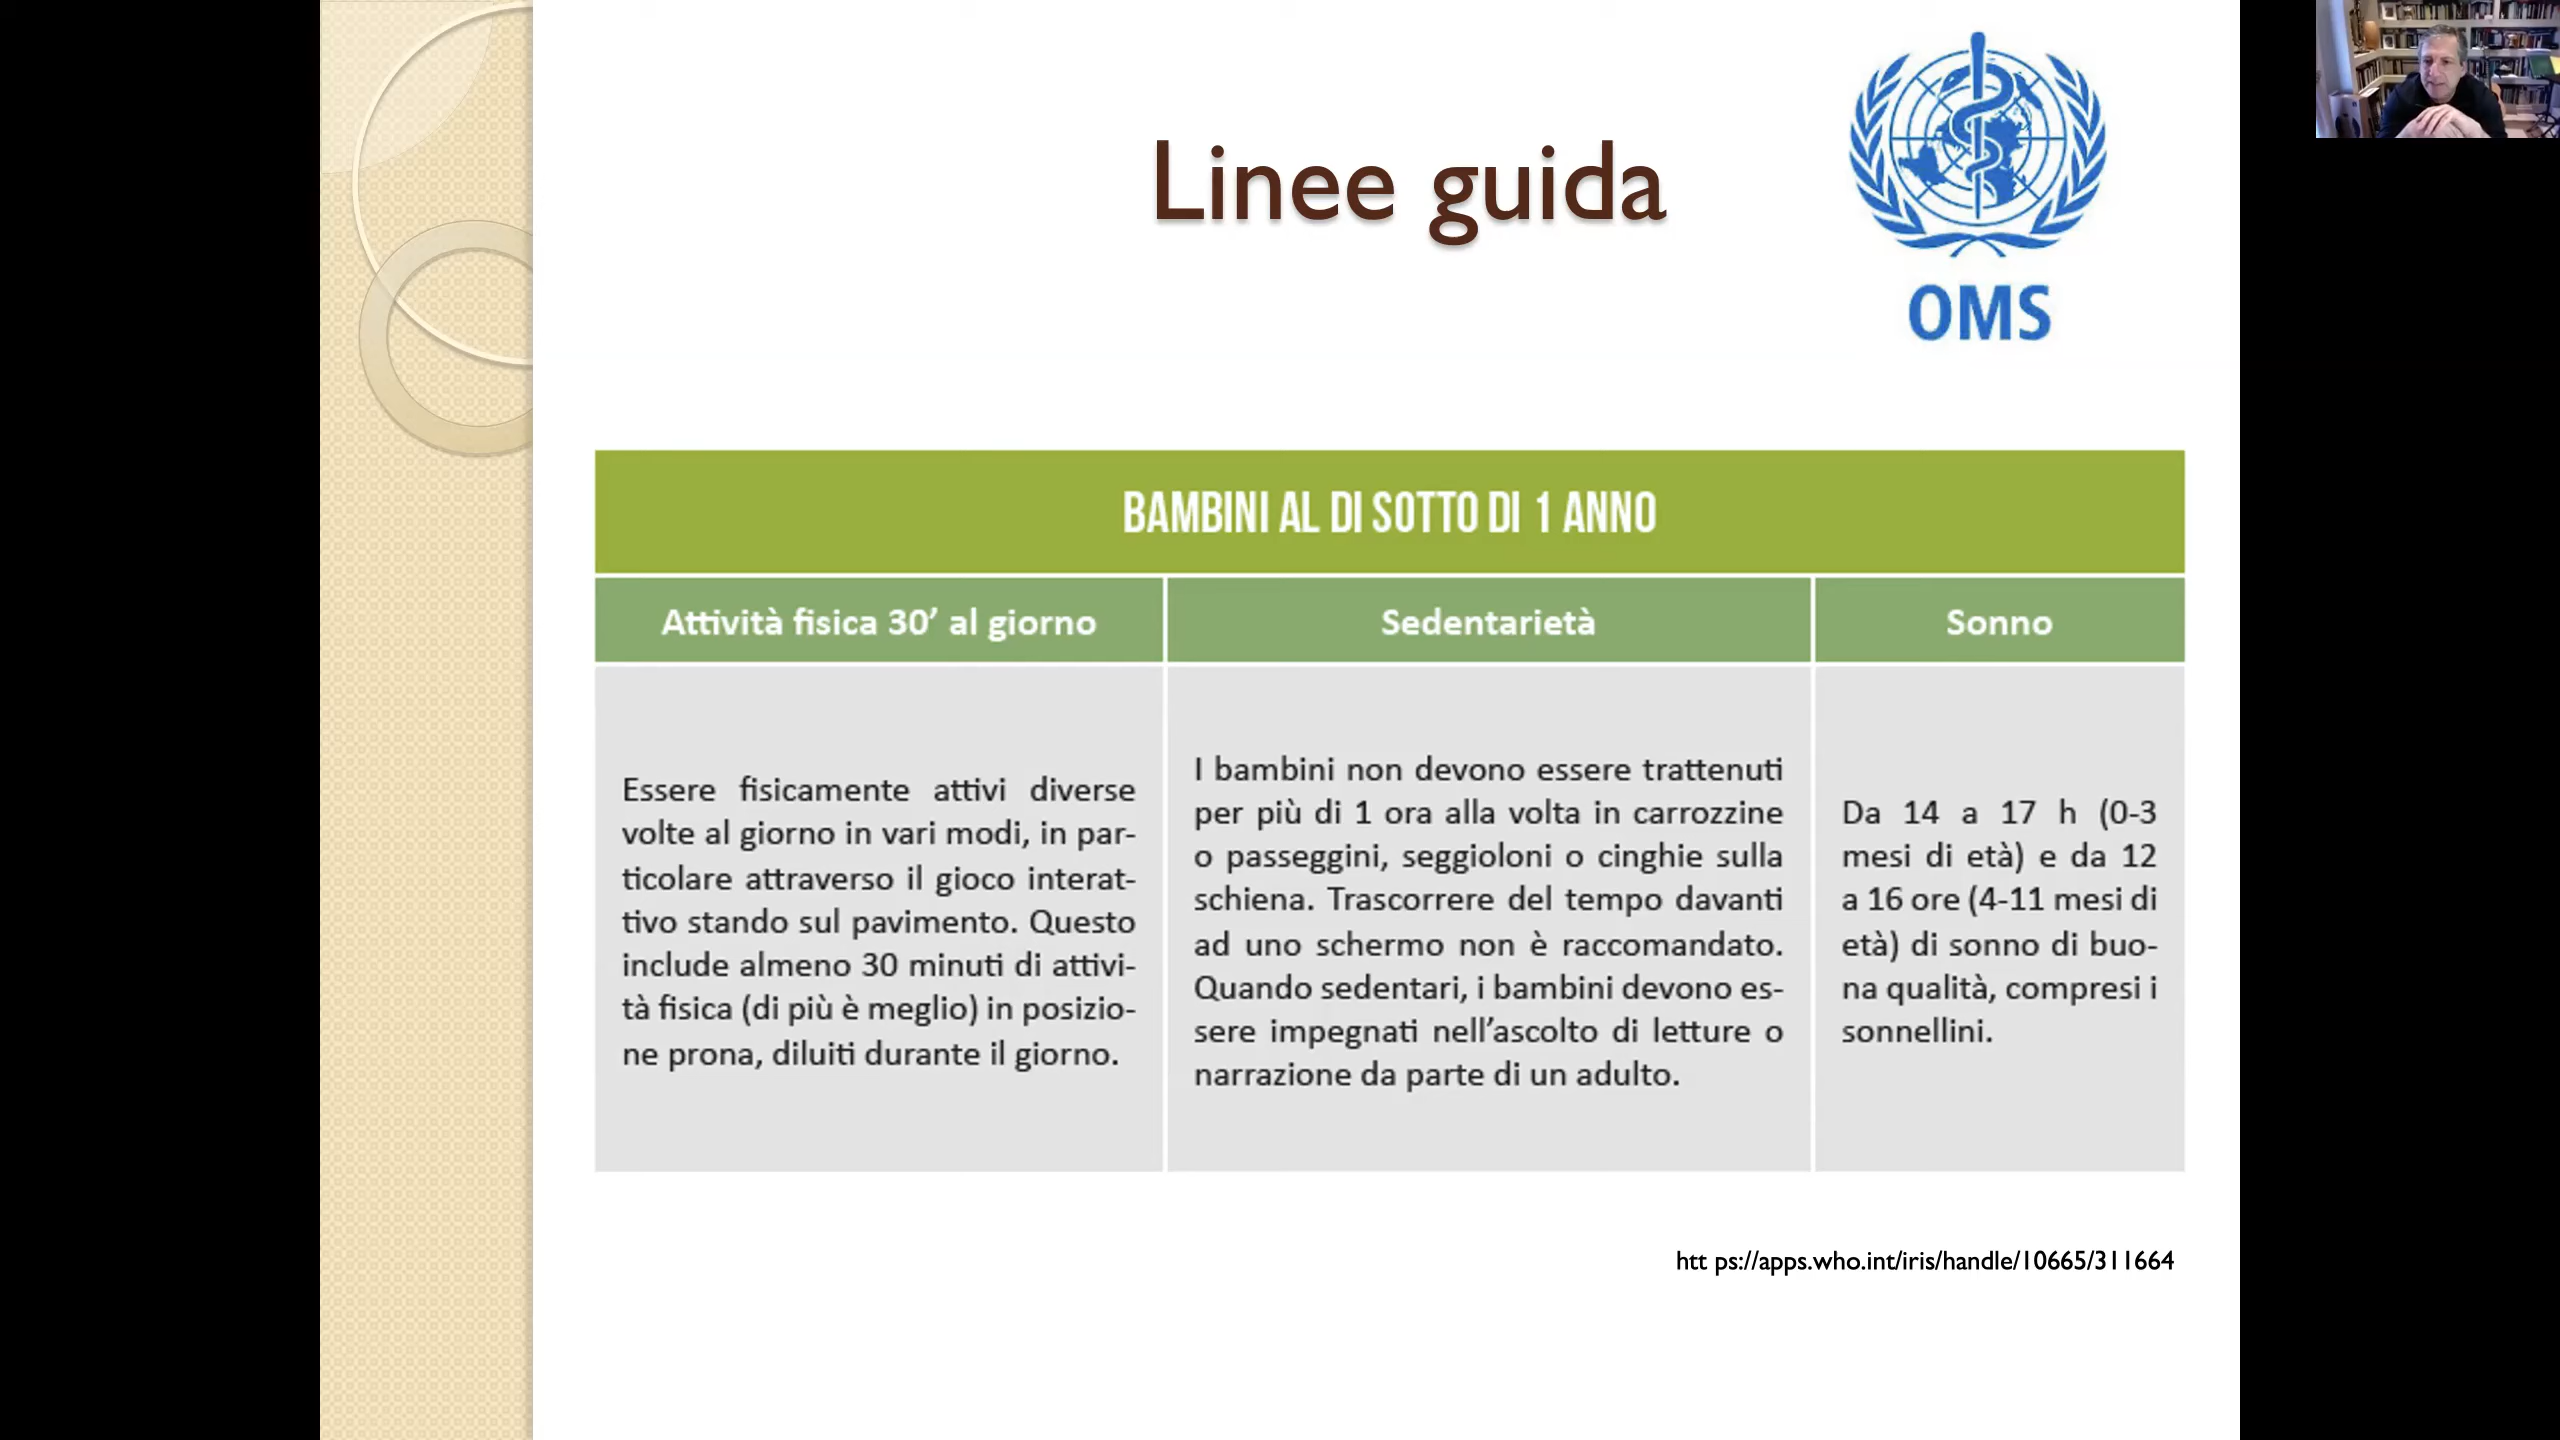 Linee guida
OMS
BAMBINI AL DI SOTTO DI 1 ANNO
Attività fisica 30’ al giorno
Sedentarietà
Sonno
Essere fisicamente attivi diverse
volte al giorno in vari modi, in par-
ticolare attraverso il gioco interat-
tivo stando sul pavimento. Questo
include almeno 30 minuti di attivi-
tà fisica (di più è meglio) in posizio-
ne prona, diluiti durante il giorno.
I bambini non devono essere trattenuti
per più di 1 ora alla volta in carrozzine
o passeggini, seggioloni o cinghie sulla
schiena. Trascorrere del tempo davanti
ad uno schermo non è raccomandato.
Quando sedentari, i bambini devono es-
sere impegnati nell’ascolto di letture o
narrazione da parte di un adulto.
Da 14 a 17 h (0-3
mesi di età) e da 12
a 16 ore (4-11 mesi di
età) di sonno di buo-
na qualità, compresi i
sonnellini.
htt ps://apps.who.int/iris/handle/10665/311664